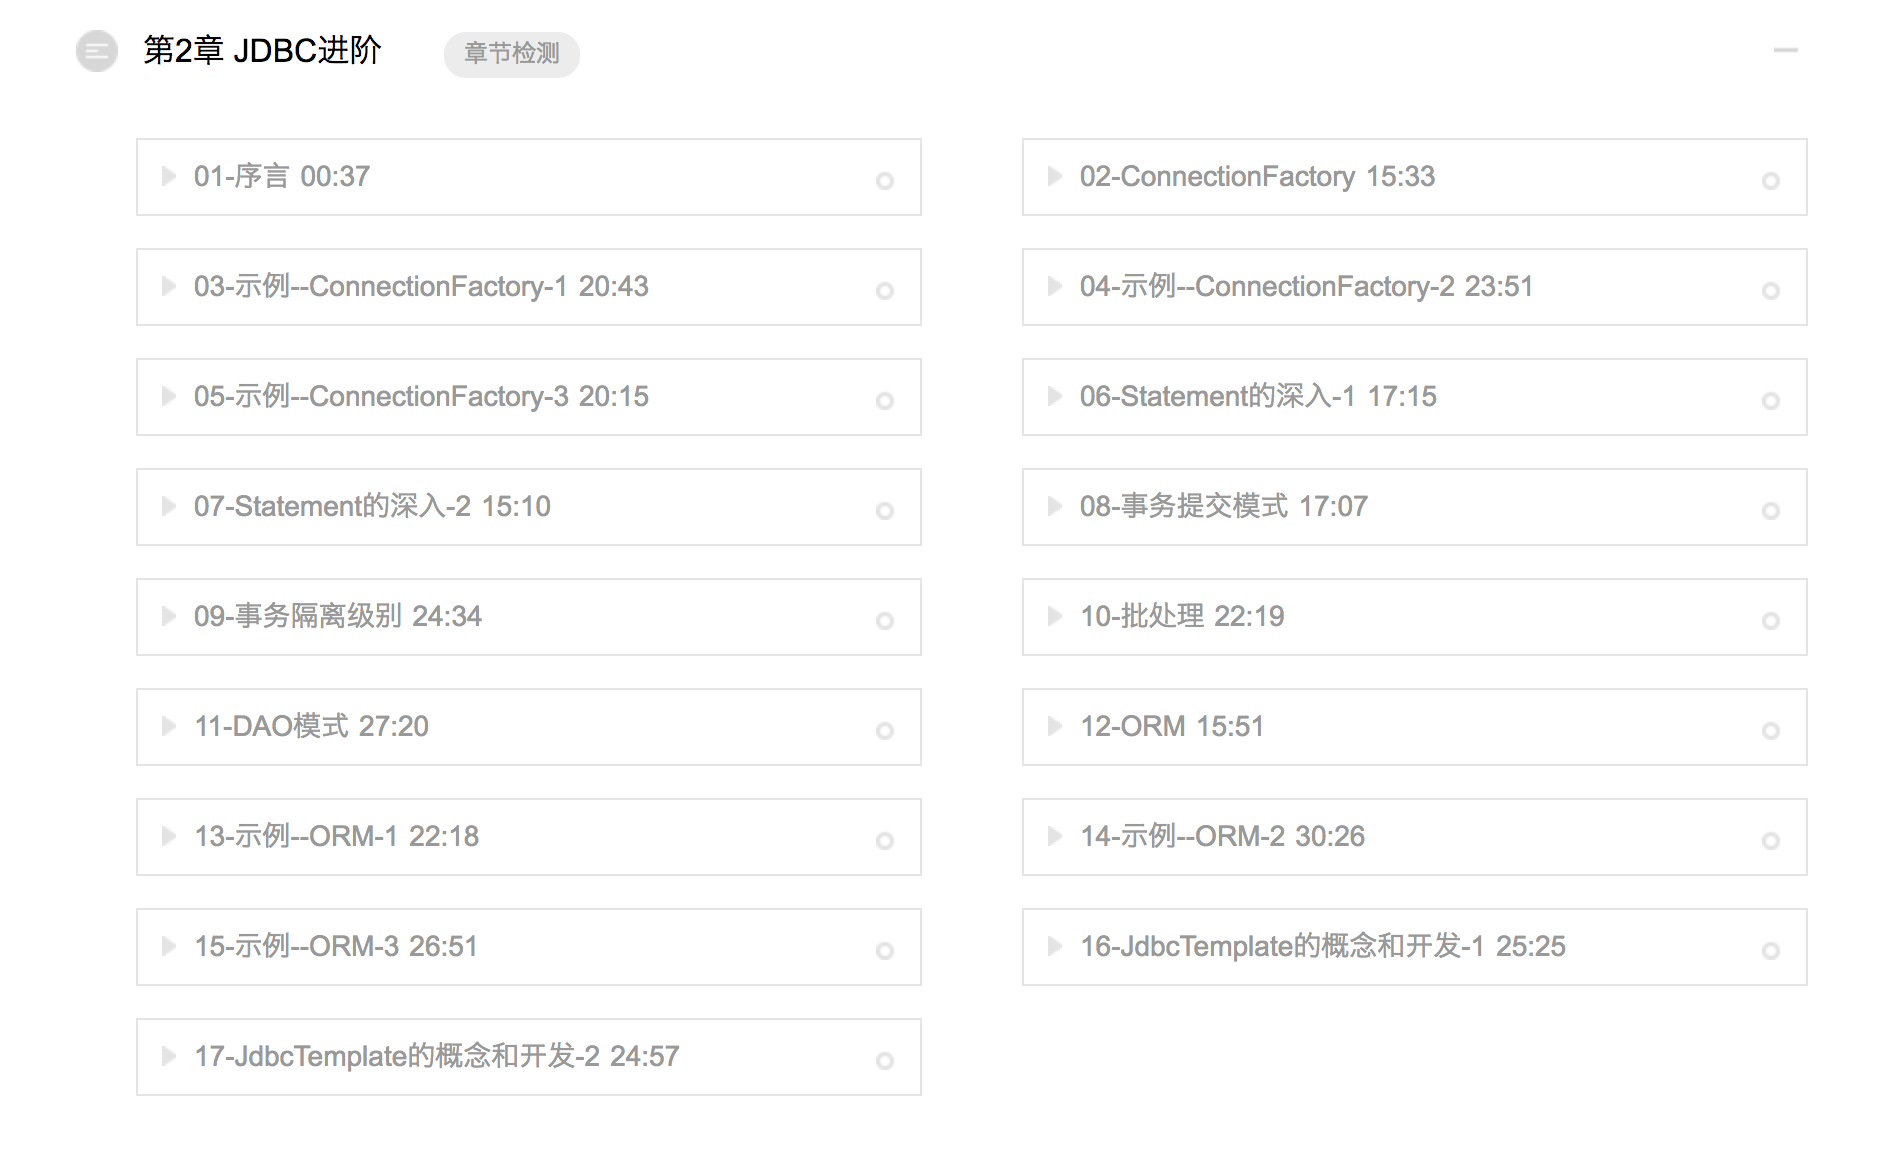 第2章 JDBC进阶 章节检测
01-序言 00:37
02-ConnectionFactory 15:33
03-示例--ConnectionFactory-1 20:43
04-示例--ConnectionFactory-2 23:51
05-示例--ConnectionFactory-3 20:15
06-Statement的深入-1 17:15
07-Statement的深入-2 15:10
08-事务提交模式 17:07
09-事务隔离级别 24:34
10-批处理 22:19
11-DAO模式 27:20
12-ORM 15:51
13-示例--ORM-1 22:18
14-示例--ORM-2 30:26
15-示例--ORM-3 26:51
16-JdbcTemplate的概念和开发-1 25:25
17-JdbcTemplate的概念和开发-2 24:57